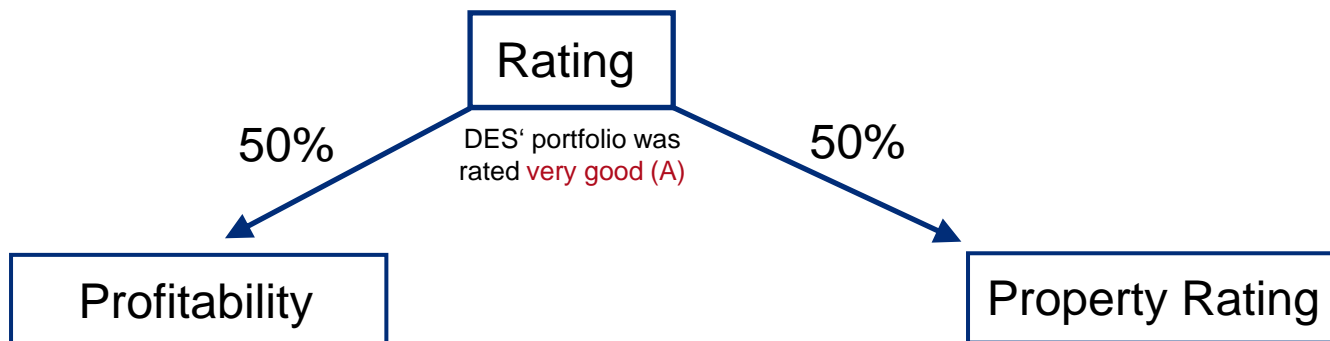 Rating
50%
DES‘ portfolio was
rated very good (A)
50%
Profitability
Property Rating